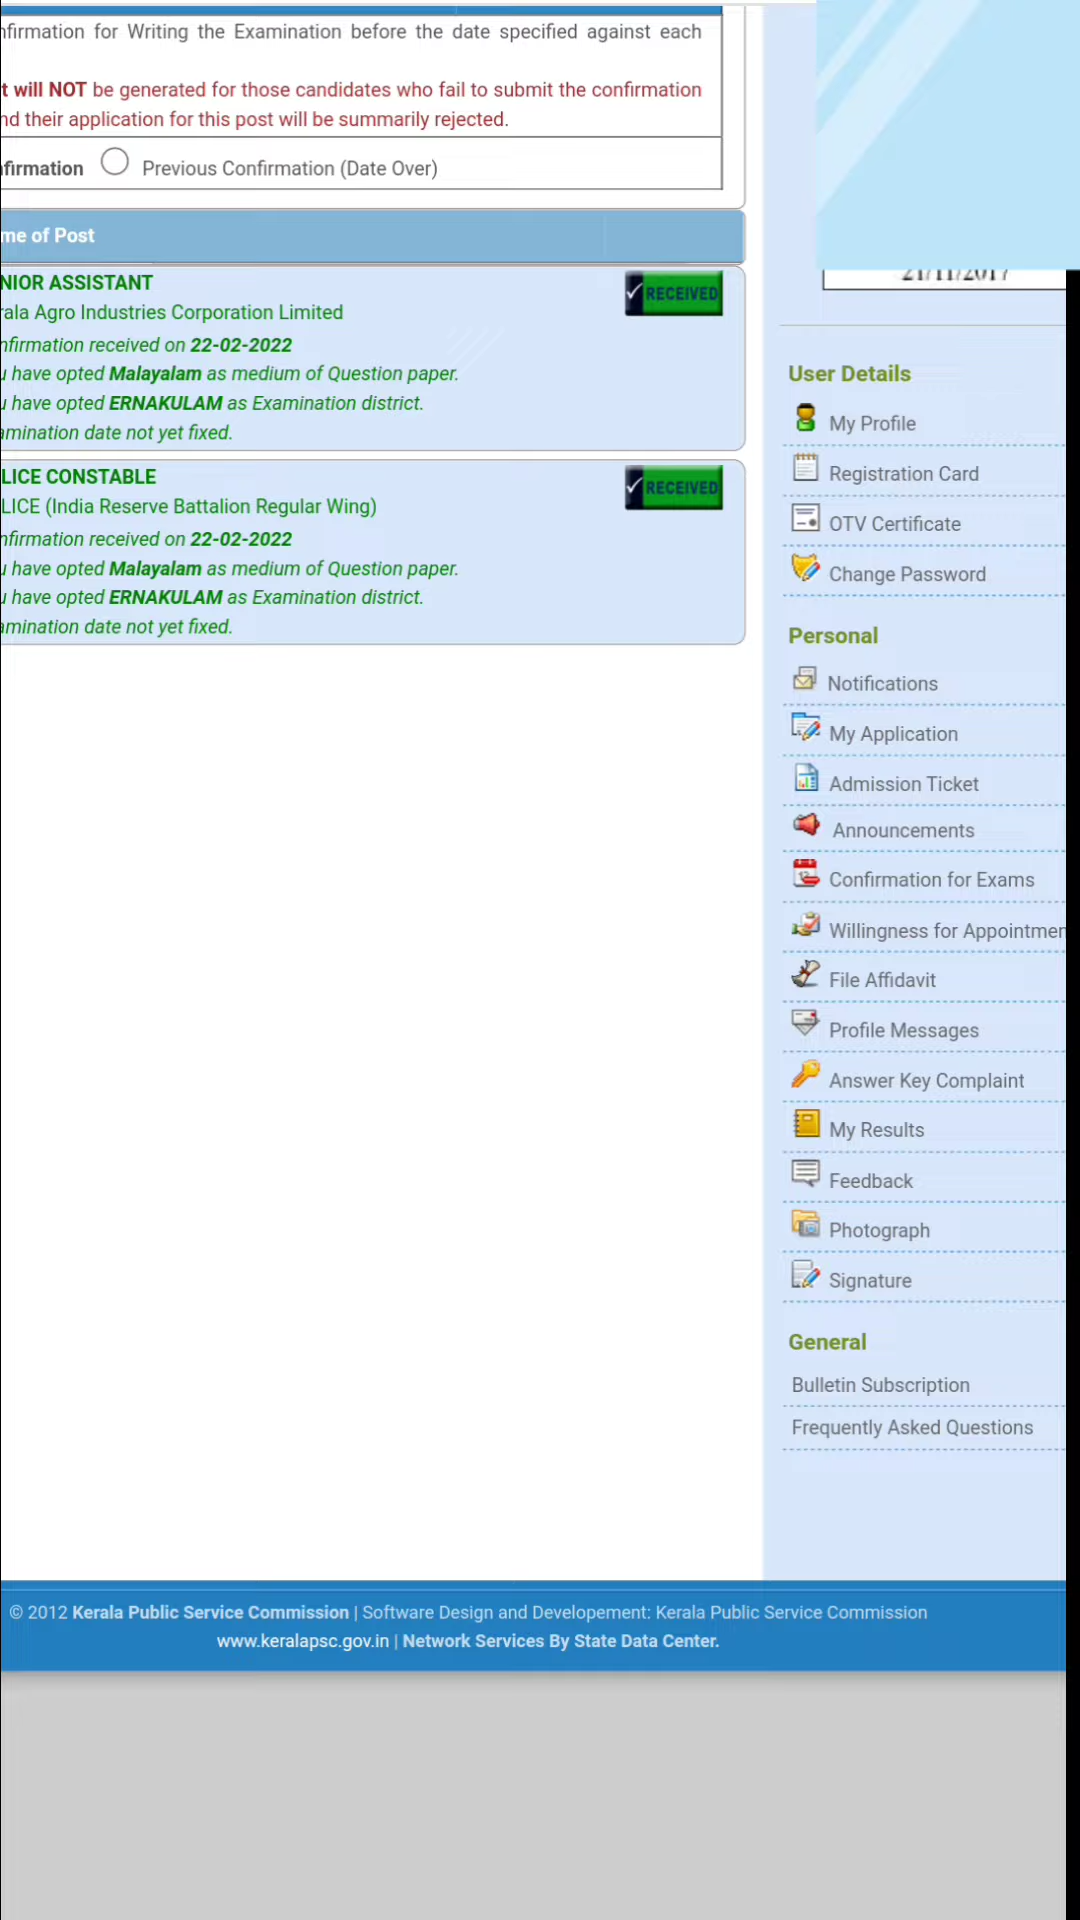 nfirmation for Writing the Examination before the date specified against each
t will NOT be generated for those candidates who fail to submit the confirmation
nd their application for this post will be summarily rejected.
nfirmation Previous Confirmation (Date Over)
me of Post
NIOR ASSISTANT
RECEIVED
rala Agro Industries Corporation Limited
nfirmation received on 22-02-2022
u have opted Malayalam as medium of Question paper.
u have opted ERNAKULAM as Examination district.
amination date not yet fixed.
LICE CONSTABLE
RECEIVED
LICE (India Reserve Battalion Regular Wing)
nfirmation received on 22-02-2022
u have opted Malayalam as medium of Question paper.
u have opted ERNAKULAM as Examination district.
amination date not yet fixed.
21/11/2017
User Details
My Profile
Registration Card
OTV Certificate
Change Password
Personal
Notifications
My Application
Admission Ticket
Announcements
Confirmation for Exams
Willingness for Appointmen
File Affidavit
Profile Messages
Answer Key Complaint
My Results
Feedback
Photograph
Signature
General
Bulletin Subscription
Frequently Asked Questions
© 2012 Kerala Public Service Commission | Software Design and Developement: Kerala Public Service Commission
www.keralapsc.gov.in | Network Services By State Data Center.